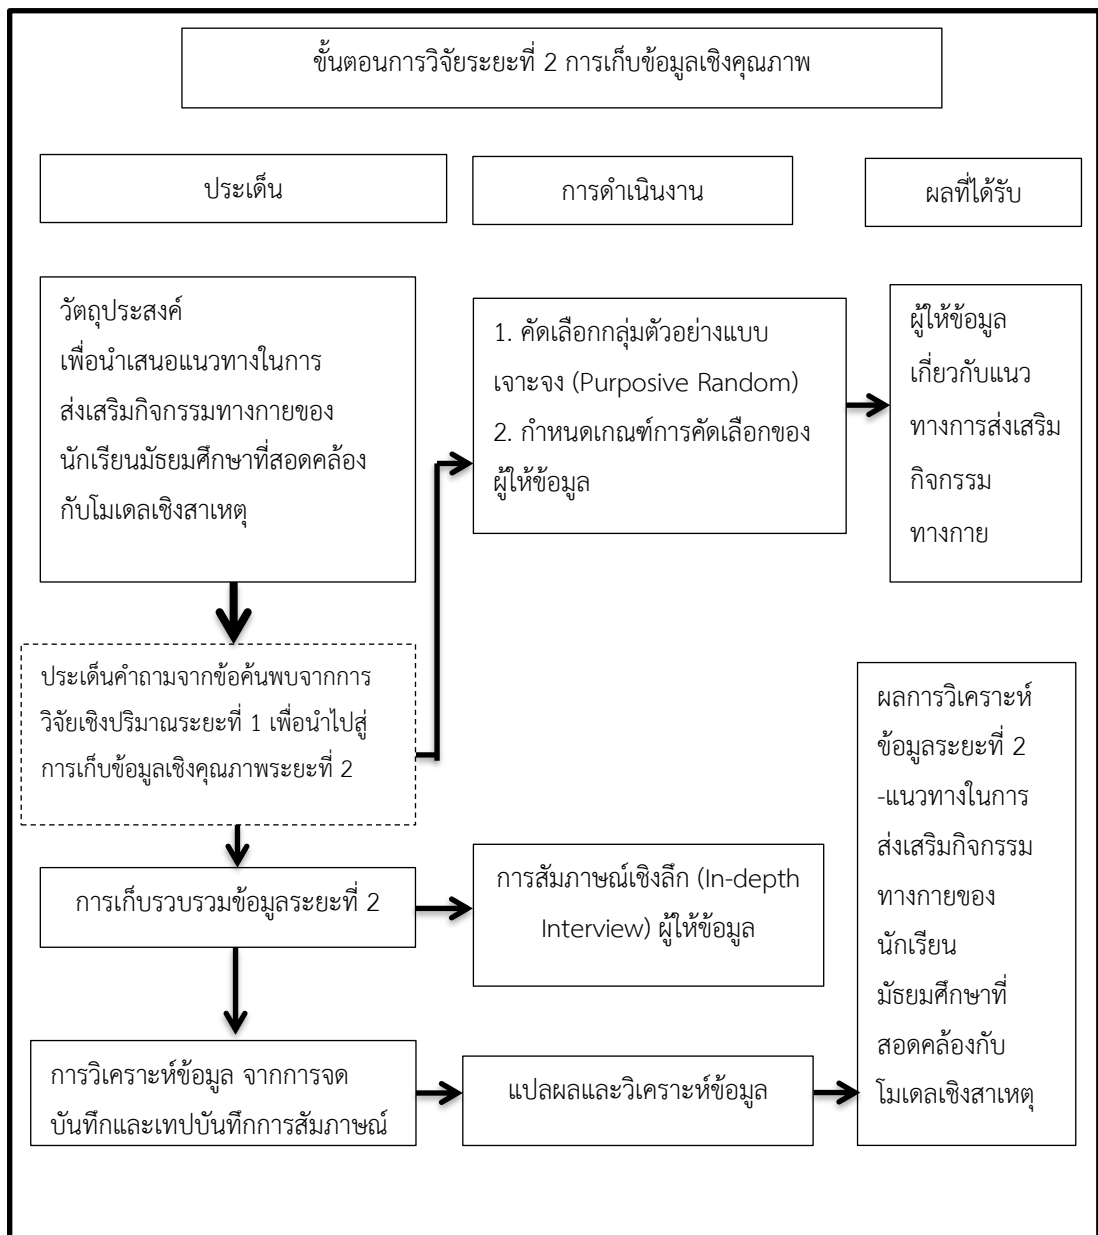 ขั้นตอนการวิจัยระยะที่ 2 การเก็บข้อมูลเชิงคุณภาพ
ประเด็น
การดำเนินงาน
ผลที่ได้รับ
วัตถุประสงค์
เพื่อนำเสนอแนวทางในการ
ส่งเสริมกิจกรรมทางกายของ
นักเรียนมัธยมศึกษาที่สอดคล้อง
กับโมเดลเชิงสาเหตุ
1. คัดเลือกกลุ่มตัวอย่างแบบ
เจาะจง (Purposive Random)
2. กำหนดเกณฑ์การคัดเลือกของ
ผู้ให้ข้อมูล
ผู้ให้ข้อมูล
เกี่ยวกับแนว
ทางการส่งเสริม
กิจกรรม
ทางกาย
ประเด็นคำถามจากข้อค้นพบจากการ
วิจัยเชิงปริมาณระยะที่ 1 เพื่อนำไปสู่
การเก็บข้อมูลเชิงคุณภาพระยะที่ 2
การเก็บรวบรวมข้อมูลระยะที่ 2
การสัมภาษณ์เชิงลึก (In-depth
Interview) ผู้ให้ข้อมูล
การวิเคราะห์ข้อมูล จากการจด
บันทึกและเทปบันทึกการสัมภาษณ์
แปลผลและวิเคราะห์ข้อมูล
ผลการวิเคราะห์
ข้อมูลระยะที่ 2
-แนวทางในการ
ส่งเสริมกิจกรรม
ทางกายของ
นักเรียน
มัธยมศึกษาที่
สอดคล้องกับ
โมเดลเชิงสาเหตุ